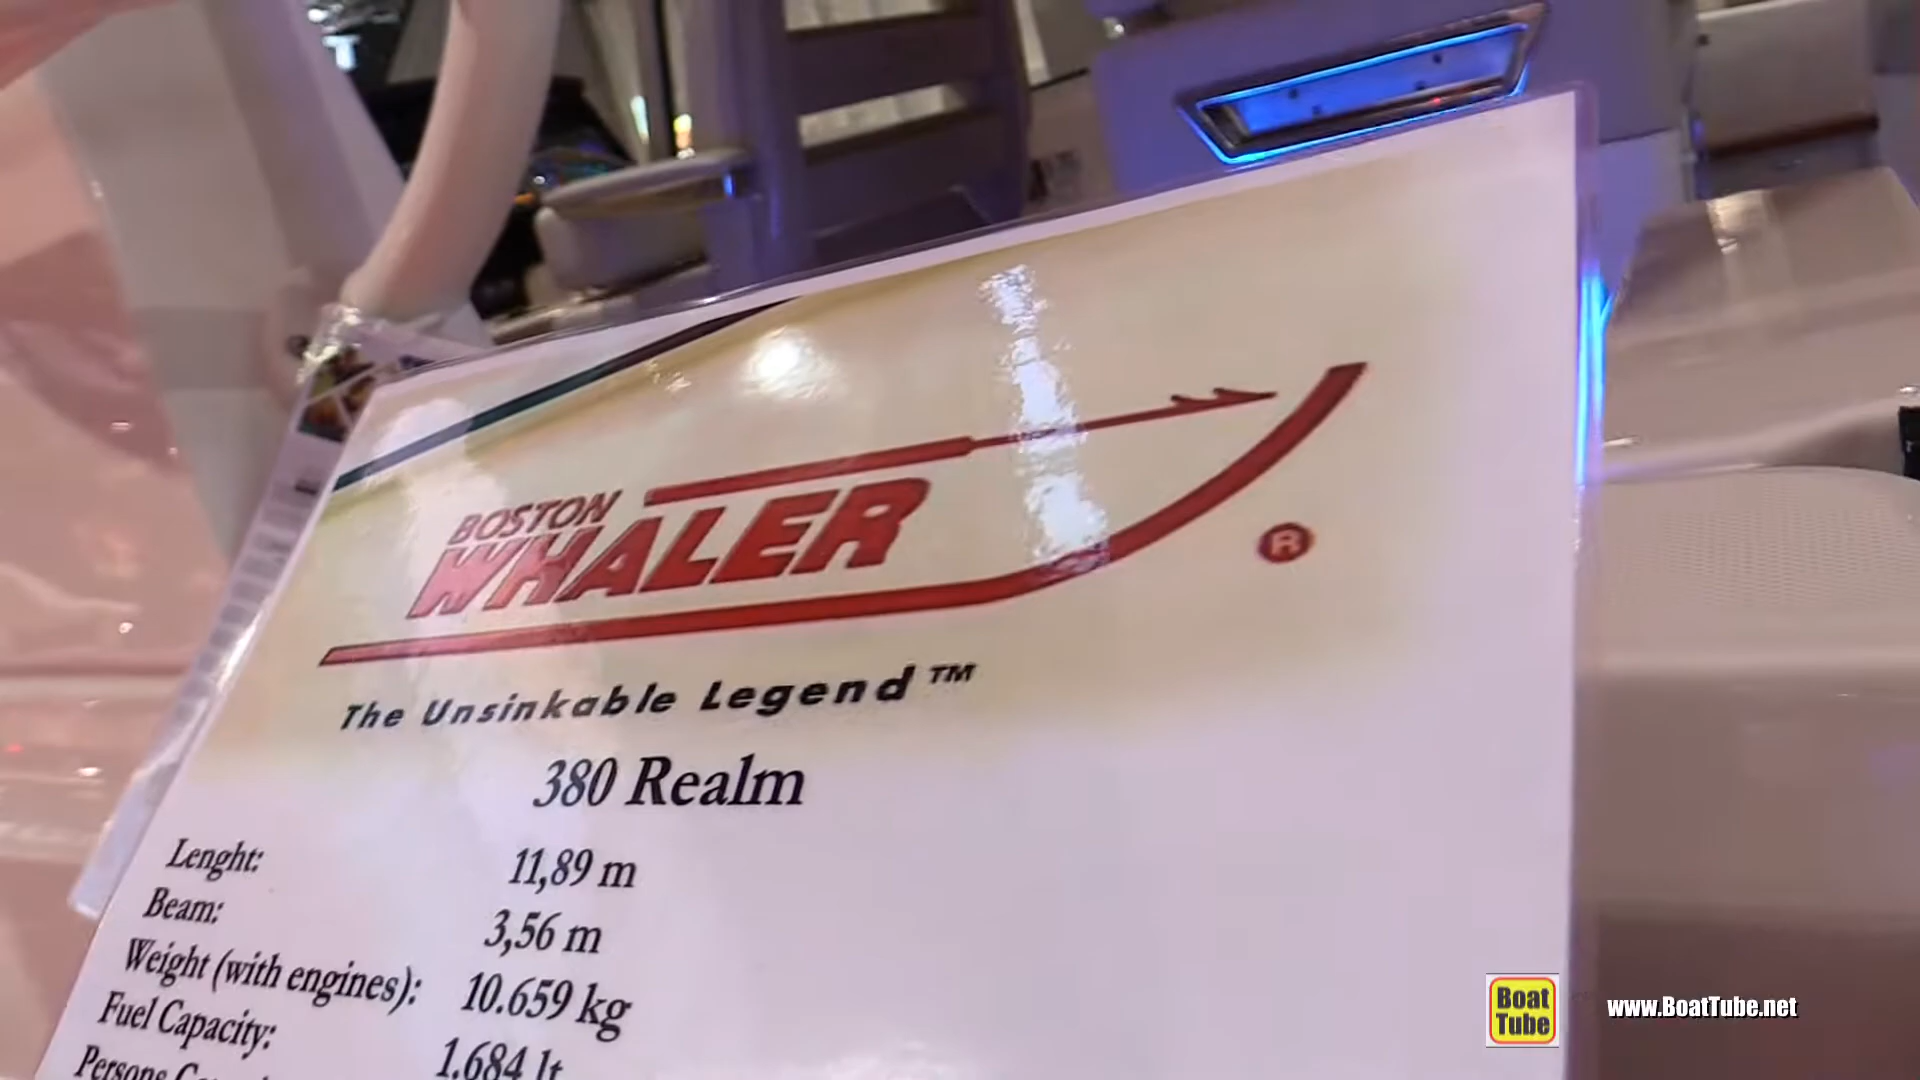 BOSTON
WHALER
®
The Unsinkable Legend™
380 Realm
Lenght: 11,89 m
Beam: 3,56 m
Weight (with engines): 10.659 kg
Fuel Capacity: 1.684 lt
Persons
Boat
Tube
www.BoatTube.net